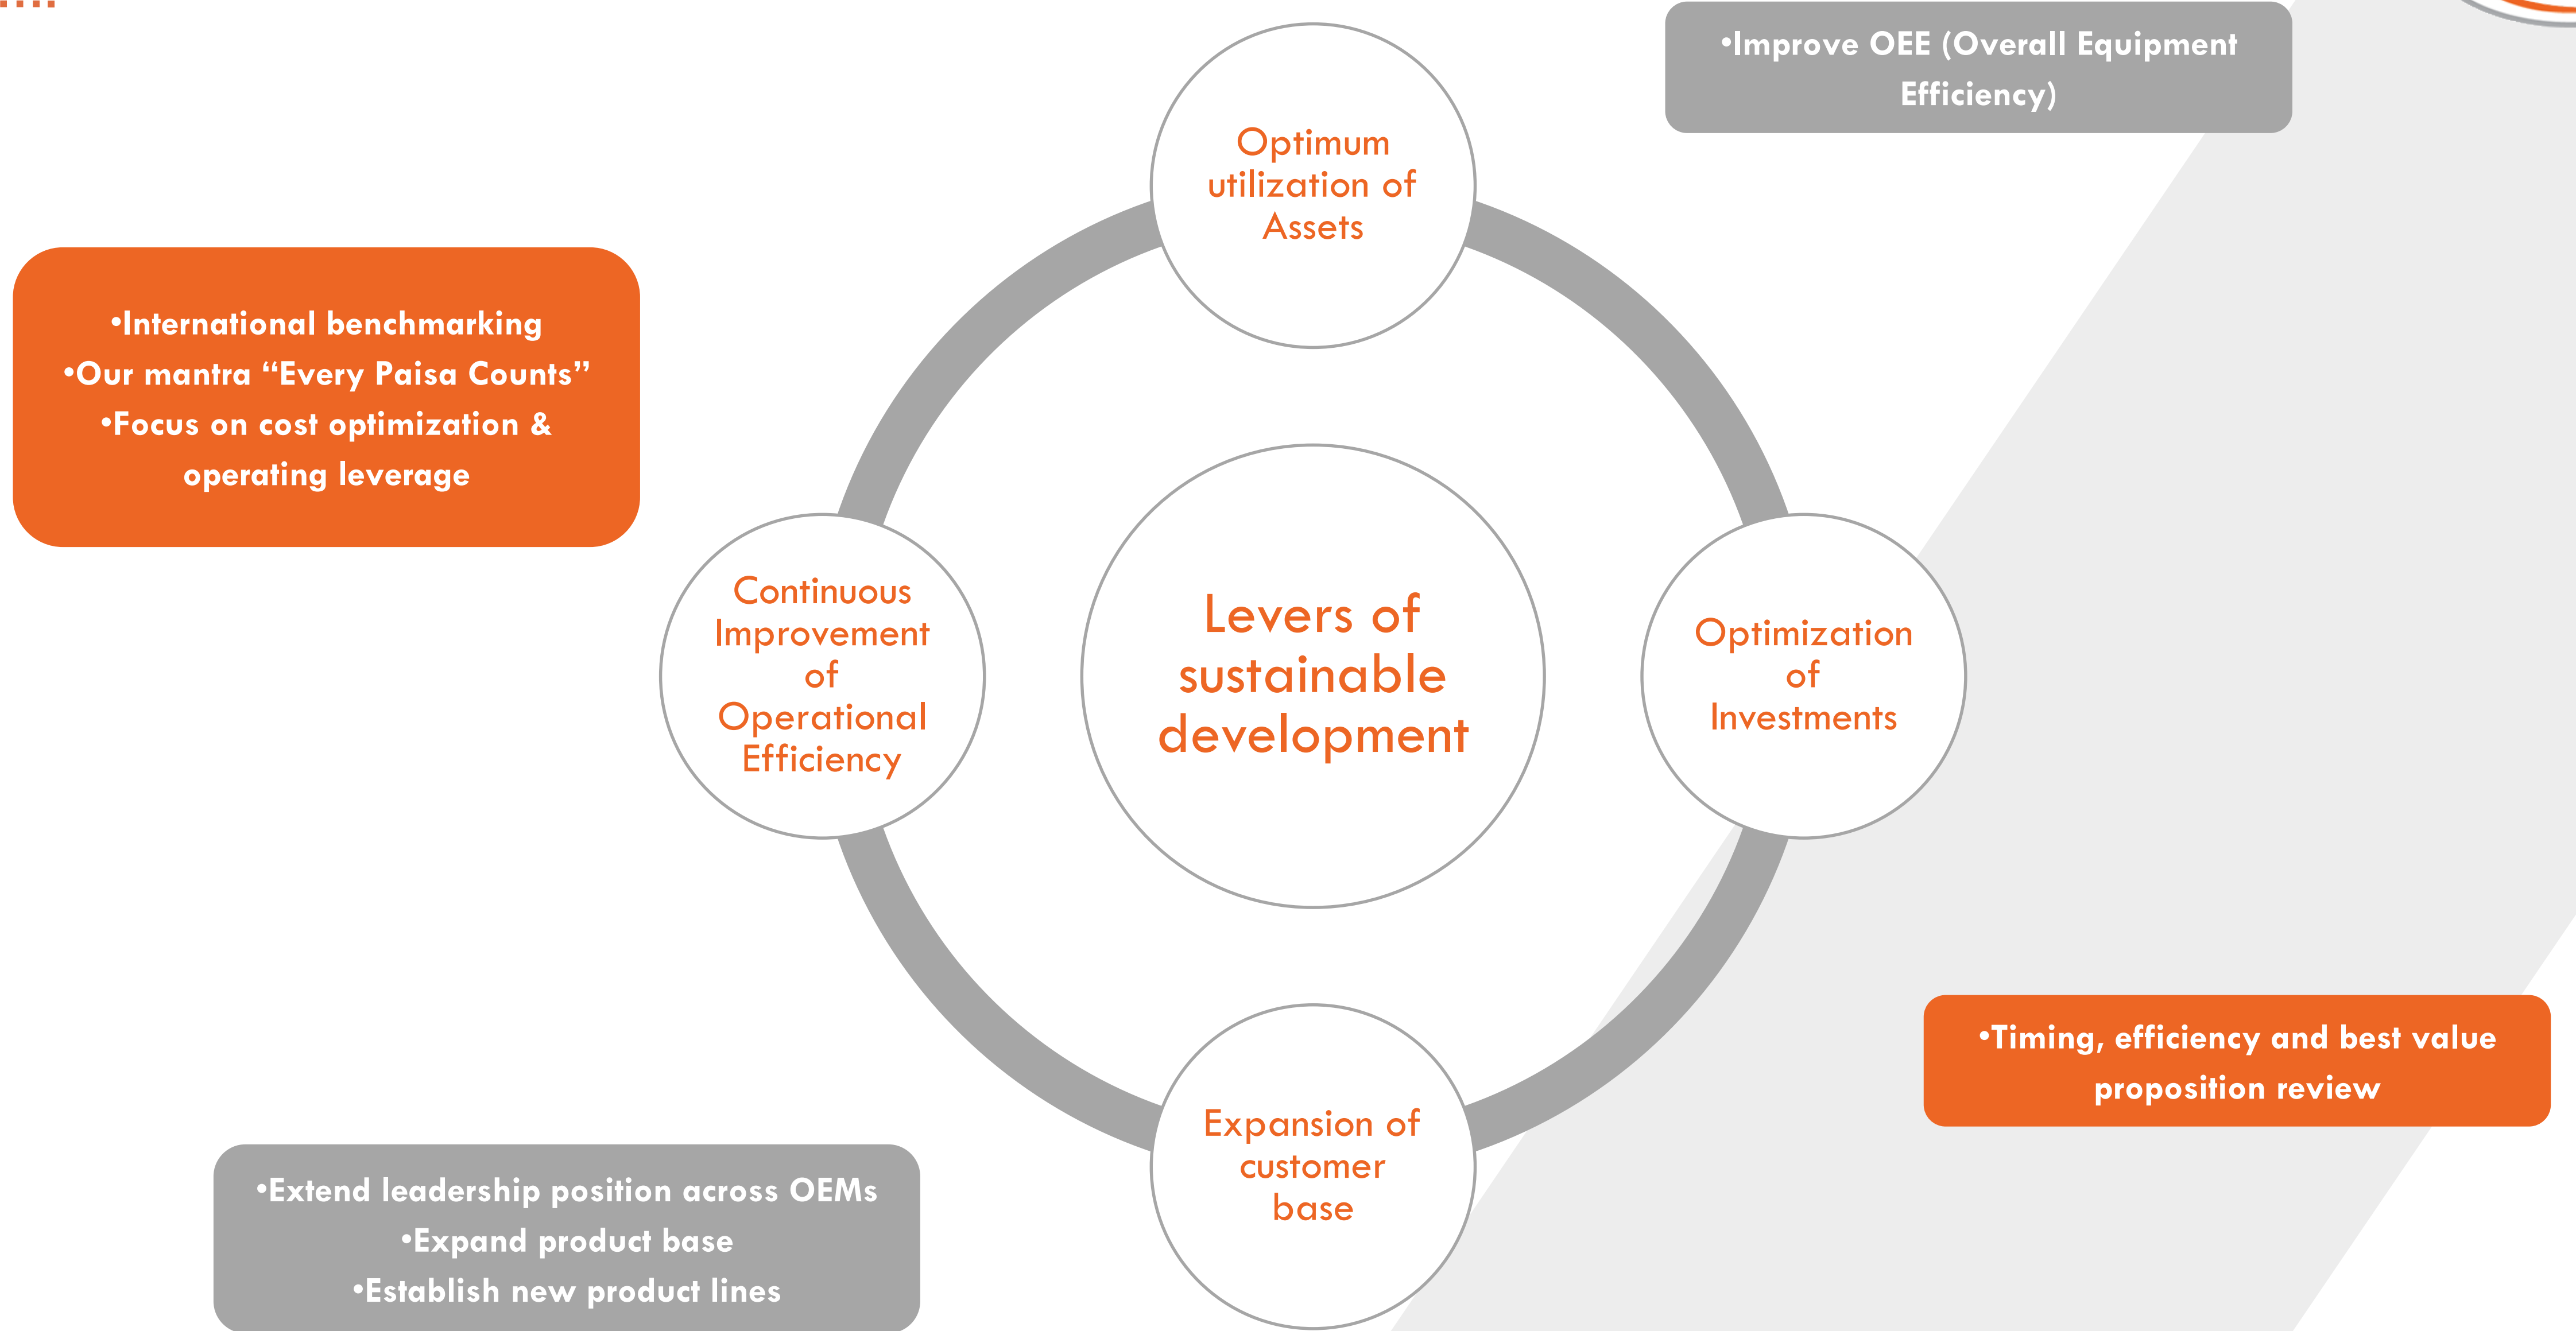 •Improve OEE (Overall Equipment
Efficiency)
Optimum
utilization of
Assets
•International benchmarking
•Our mantra “Every Paisa Counts”
•Focus on cost optimization &
operating leverage
Continuous
Improvement
of
Operational
Efficiency
Levers of
sustainable
development
Optimization
of
Investments
•Timing, efficiency and best value
proposition review
Expansion of
customer
base
•Extend leadership position across OEMs
•Expand product base
•Establish new product lines